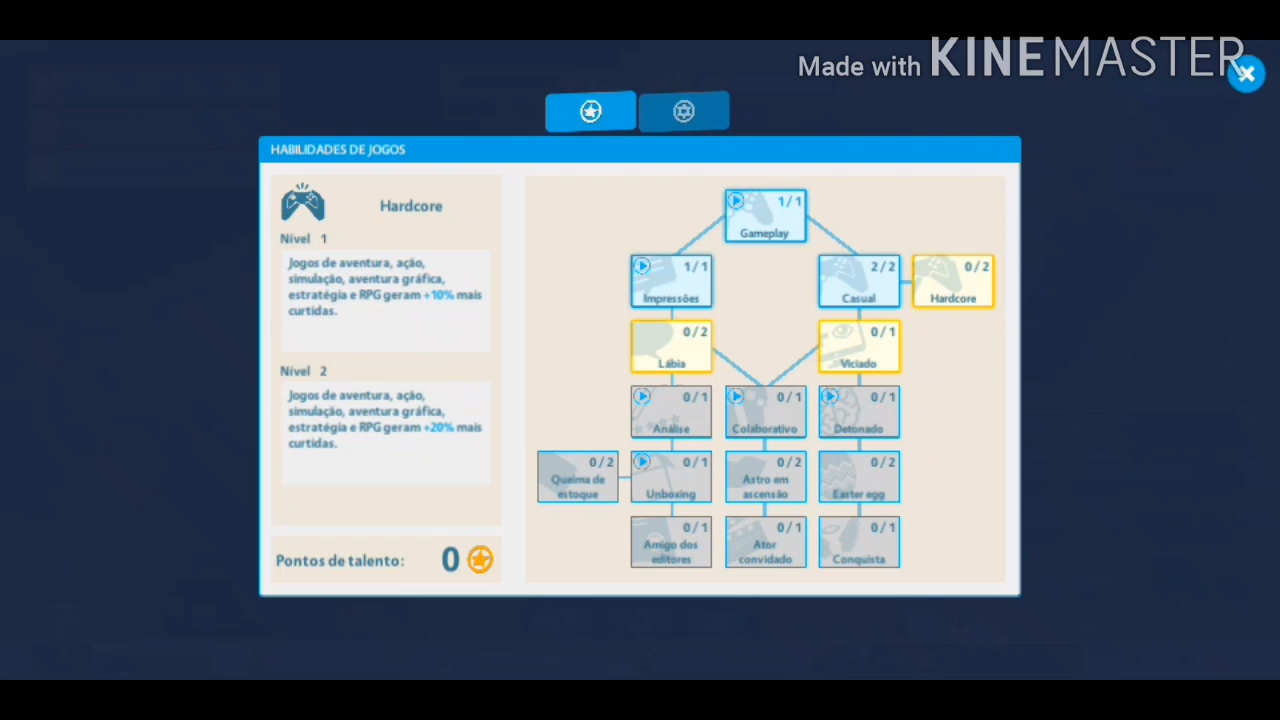 Made with KINEMASTER
HABILIDADES DE JOGOS
Hardcore
Nível 1
Jogos de aventura, ação,
simulação, aventura gráfica,
estratégia e RPG geram +10% mais
curtidas.
Nível 2
Jogos de aventura, ação,
simulação, aventura gráfica,
estratégia e RPG geram +20% mais
curtidas.
Pontos de talento: 0
1/1
Gameplay
1/1
Impressões
2/2
Casual
0/2
Hardcore
0/2
Lábia
0/1
Viciado
0/1
Análise
0/1
Colaborativo
0/1
Detonado
0/2
Queima de
estoque
0/1
Unboxing
0/2
Astro em
ascensão
0/2
Easter egg
0/1
Amigo dos
editores
0/1
Ator
convidado
0/1
Conquista